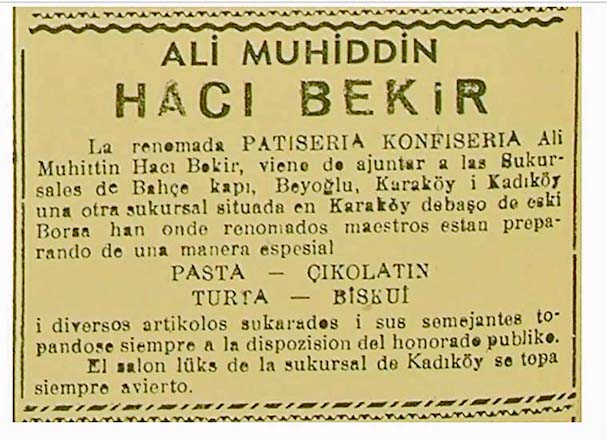 ALİ MUHİDDİN
HACI BEKİR
La renomada PATISERIA KONFISERIA Ali
Muhittin Hacı Bekir, viene de ajuntar a las Sukur-
sales de Bahçe kapı, Beyoğlu, Karaköy i Kadıköy
una otra sukursal situada en Karaköy debaşo de eski
Borsa han onde renomados maestros estan prepa-
rando de una manera espesial
PASTA — ÇIKOLATIN
TURTA — BİSKUİ
i diversos artikolos sukarados i sus semejantes to-
pandose siempre a la dispozision del honorado publiko.
El salon lüks de la sukursal de Kadıköy se topa
siempre avierto.